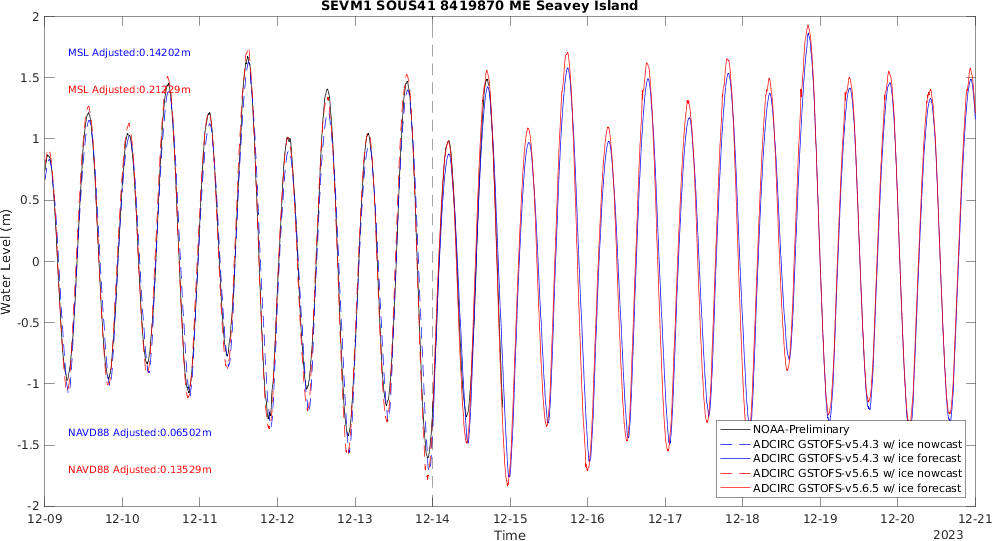 SEVM1 SOUS41 8419870 ME Seavey Island
2
1.5
1
0.5
0
-0.5
-1
-1.5
-2
Water Level (m)
MSL Adjusted:0.14202m
MSL Adjusted:0.21229m
NAVD88 Adjusted:0.06502m
NAVD88 Adjusted:0.13529m
NOAA-Preliminary
ADCIRC GSTOFS-v5.4.3 w/ ice nowcast
ADCIRC GSTOFS-v5.4.3 w/ ice forecast
ADCIRC GSTOFS-v5.6.5 w/ ice nowcast
ADCIRC GSTOFS-v5.6.5 w/ ice forecast
12-09 12-10 12-11 12-12 12-13 12-14 12-15 12-16 12-17 12-18 12-19 12-20 12-21
Time
2023